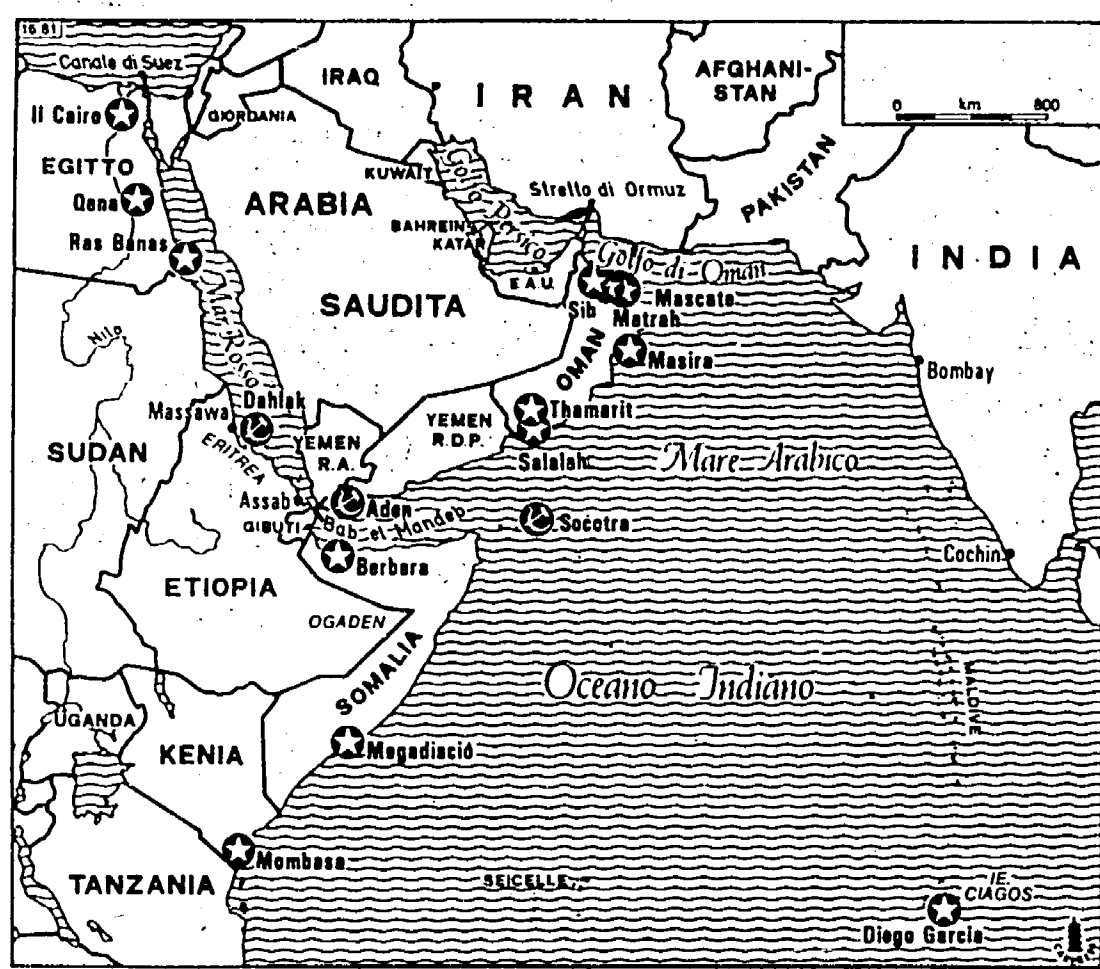 16 81
Canale di Suez
Il Cairo
EGITTO
Qena
Ras Banas
GIORDANIA
IRAQ
IRAN
AFGHANI-
STAN
0 km 800
KUWAIT
Golfo Persico
Stretto di Ormuz
PAKISTAN
ARABIA
SAUDITA
BAHREIN
KATAR
E.A.U.
Golfo di Oman
INDIA
Sib
Matrah
Mascate
Masira
OMAN
Bombay
Nilo
Mar Rosso
Massawa
Dahlak
ERITREA
SUDAN
YEMEN
R.A.
YEMEN
R.D.P.
Thamarit
Salalah
Mare Arabico
Assab
Aden
Socotra
GIBUTI
Bab el Mandeb
Berbera
Cochin
ETIOPIA
OGADEN
SOMALIA
Oceano Indiano
MALDIVE
UGANDA
KENIA
Mogadisciò
Mombasa
TANZANIA
SEICELLE
IE.
CIAGOS
Diego Garcia